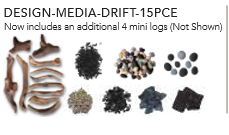 DESIGN-MEDIA-DRIFT-15PCE
Now includes an additional 4 mini logs (Not Shown)